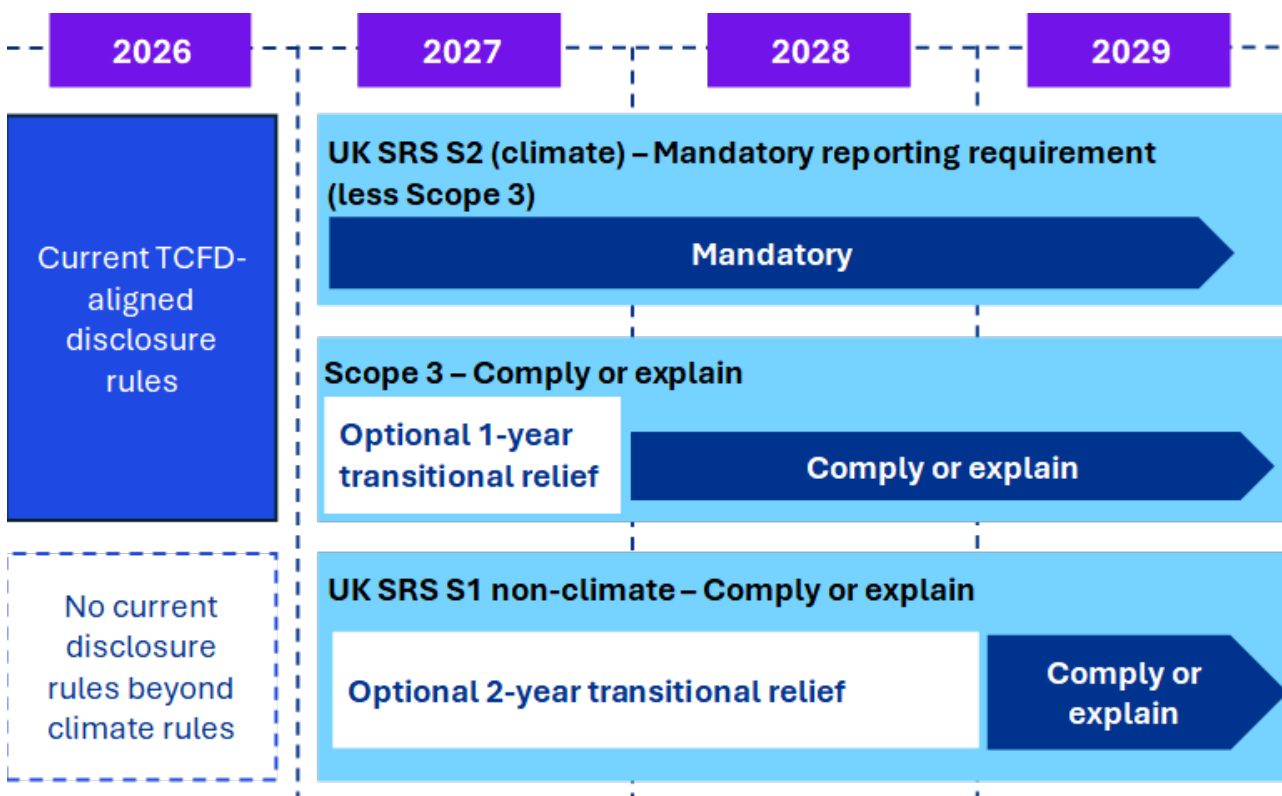 2026
2027
2028
2029
Current TCFD-
aligned
disclosure
rules
No current
disclosure
rules beyond
climate rules
UK SRS S2 (climate) – Mandatory reporting requirement
(less Scope 3)
Mandatory
Scope 3 – Comply or explain
Optional 1-year
transitional relief
Comply or explain
UK SRS S1 non-climate – Comply or explain
Optional 2-year transitional relief
Comply or
explain